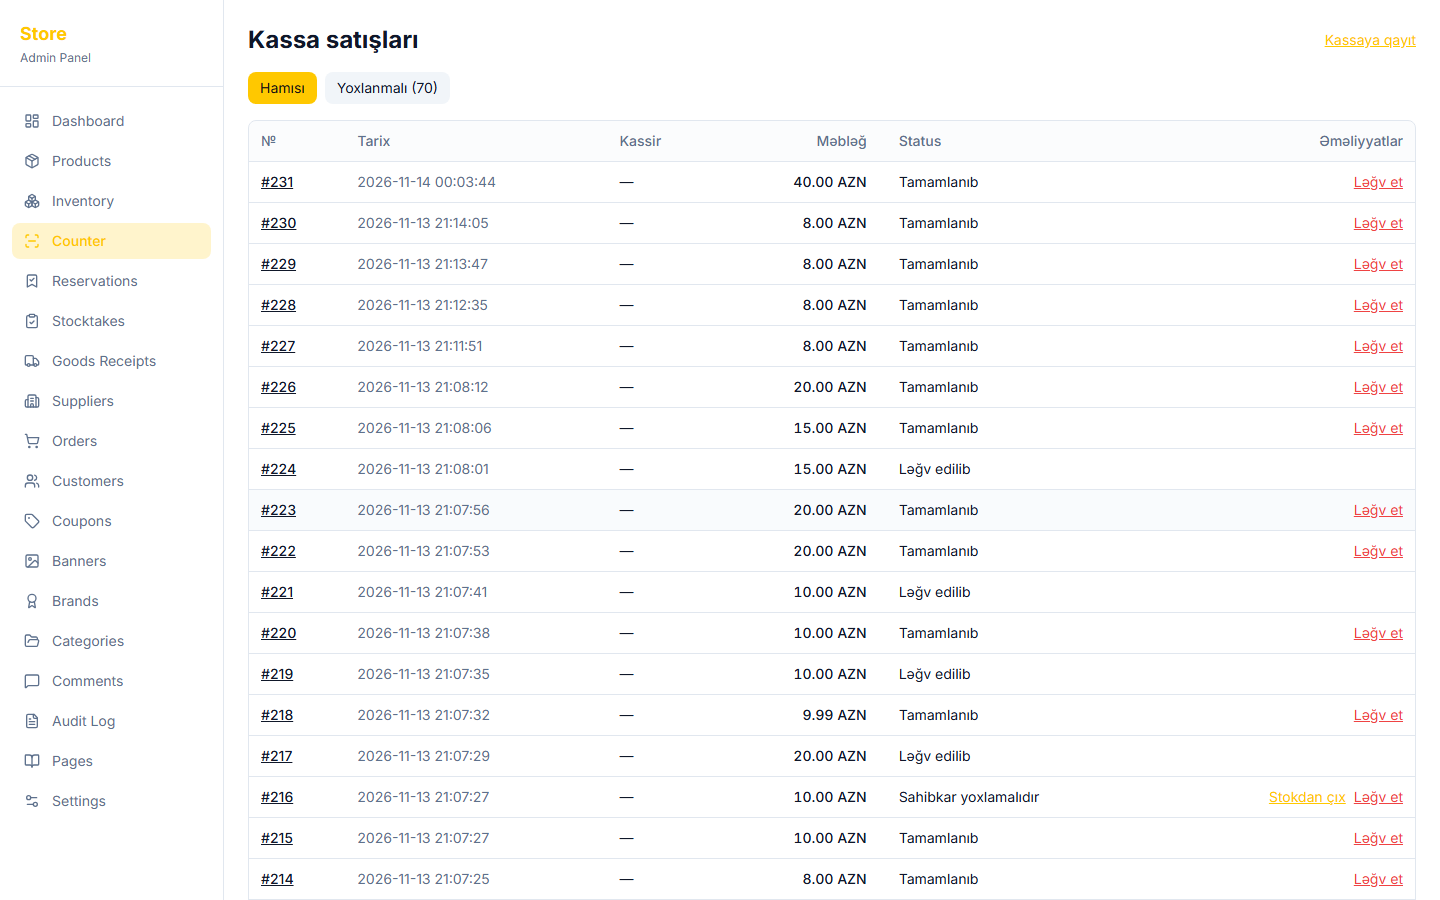 Store
Admin Panel
Dashboard
Products
Inventory
Counter
Reservations
Stocktakes
Goods Receipts
Suppliers
Orders
Customers
Coupons
Banners
Brands
Categories
Comments
Audit Log
Pages
Settings
Kassa satışları
Kassaya qayıt
Hamısı Yoxlanmalı (70)
№ Tarix Kassir Məbləğ Status Əməliyyatlar
#231 2026-11-14 00:03:44 — 40.00 AZN Tamamlanıb Ləğv et
#230 2026-11-13 21:14:05 — 8.00 AZN Tamamlanıb Ləğv et
#229 2026-11-13 21:13:47 — 8.00 AZN Tamamlanıb Ləğv et
#228 2026-11-13 21:12:35 — 8.00 AZN Tamamlanıb Ləğv et
#227 2026-11-13 21:11:51 — 8.00 AZN Tamamlanıb Ləğv et
#226 2026-11-13 21:08:12 — 20.00 AZN Tamamlanıb Ləğv et
#225 2026-11-13 21:08:06 — 15.00 AZN Tamamlanıb Ləğv et
#224 2026-11-13 21:08:01 — 15.00 AZN Ləğv edilib
#223 2026-11-13 21:07:56 — 20.00 AZN Tamamlanıb Ləğv et
#222 2026-11-13 21:07:53 — 20.00 AZN Tamamlanıb Ləğv et
#221 2026-11-13 21:07:41 — 10.00 AZN Ləğv edilib
#220 2026-11-13 21:07:38 — 10.00 AZN Tamamlanıb Ləğv et
#219 2026-11-13 21:07:35 — 10.00 AZN Ləğv edilib
#218 2026-11-13 21:07:32 — 9.99 AZN Tamamlanıb Ləğv et
#217 2026-11-13 21:07:29 — 20.00 AZN Ləğv edilib
#216 2026-11-13 21:07:27 — 10.00 AZN Sahibkar yoxlamalıdır Stokdan çıx Ləğv et
#215 2026-11-13 21:07:27 — 10.00 AZN Tamamlanıb Ləğv et
#214 2026-11-13 21:07:25 — 8.00 AZN Tamamlanıb Ləğv et